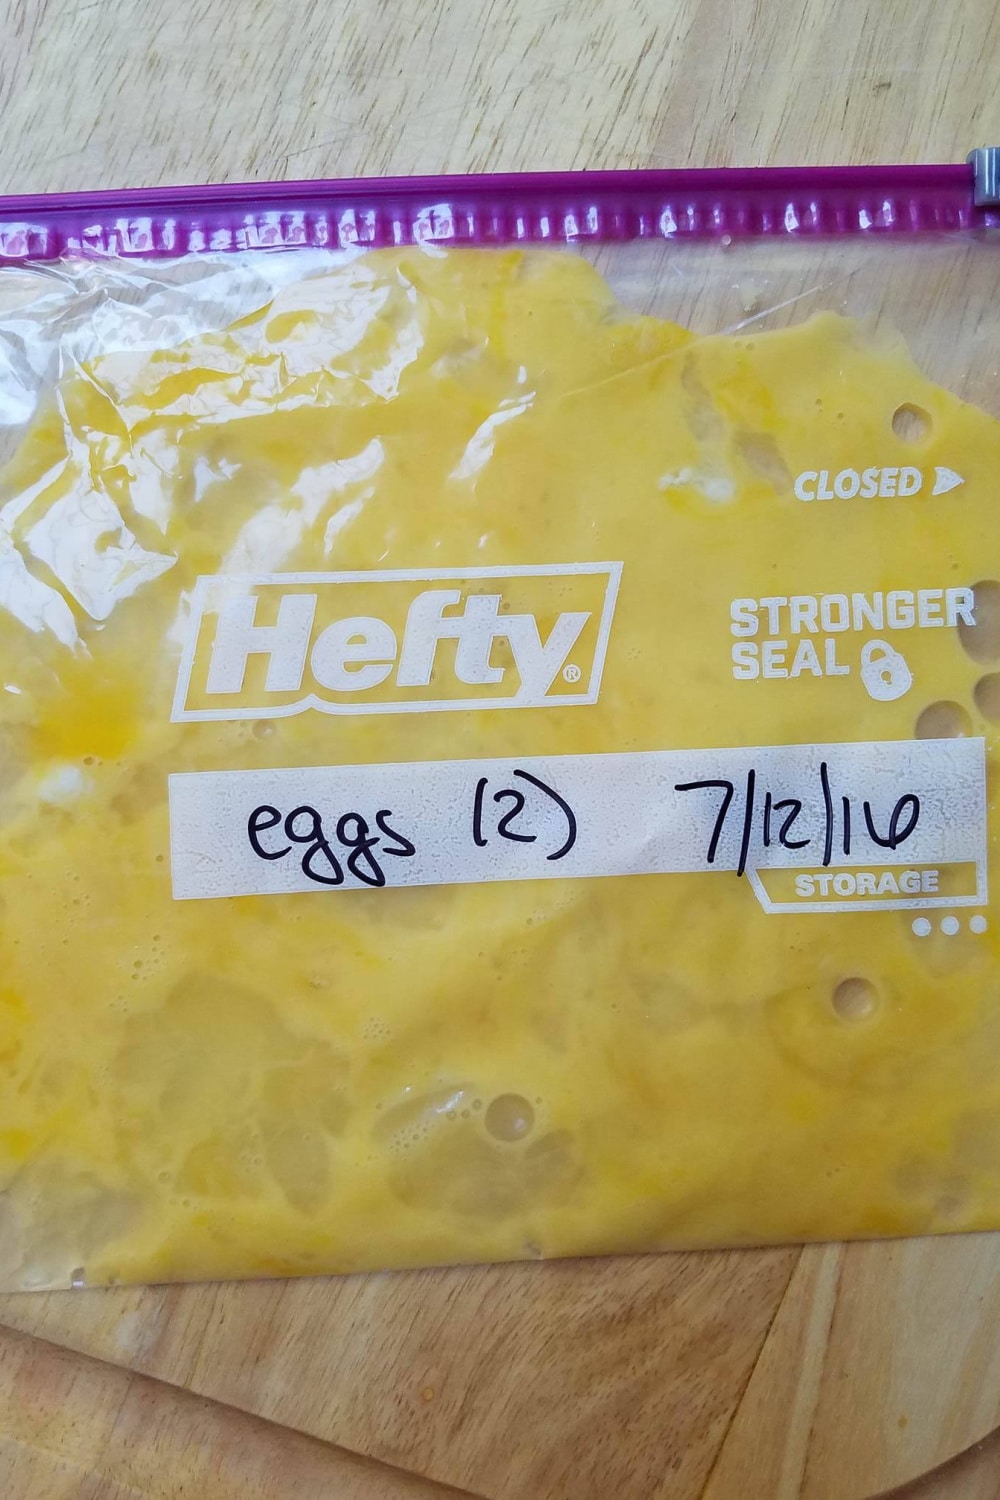 CLOSED
Hefty®
STRONGER
SEAL
eggs (2) 7/12/16
STORAGE